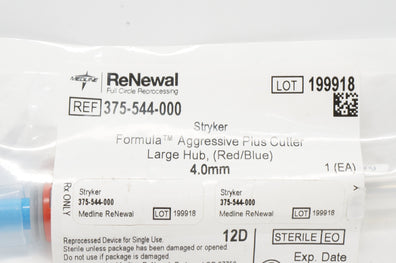 MEDLINE ReNewal
Full Circle Reprocessing
LOT 199918
REF 375-544-000
Stryker
Formula™ Aggressive Plus Cutter
Large Hub, (Red/Blue)
4.0mm
1 (EA)
Rx ONLY
Stryker
375-544-000
Medline ReNewal
LOT 199918
Stryker
375-544-000
Medline ReNewal
LOT 199918
Reprocessed Device for Single Use.
Sterile unless package has been opened or
damaged. Do not use if package is opened.
12D
STERILE EO
Exp. Date